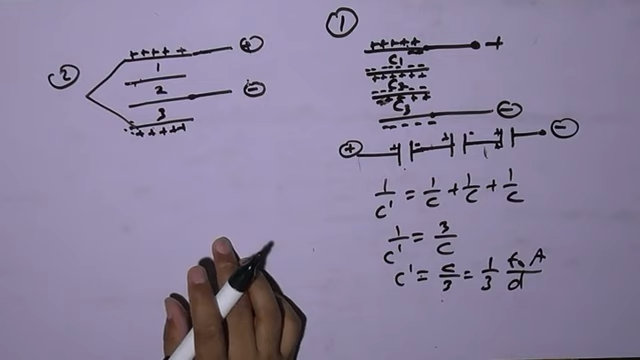 ①
+ + + + +
+
C1
C2
C3
- - - - -
⊖
⊕ + - + - + ⊖
1/C' = 1/C + 1/C + 1/C
1/C' = 3/C
C' = C/3 = 1/3 ε₀A/d
②
+ + + + +
⊕
1
2
⊖
3
+ + + + +